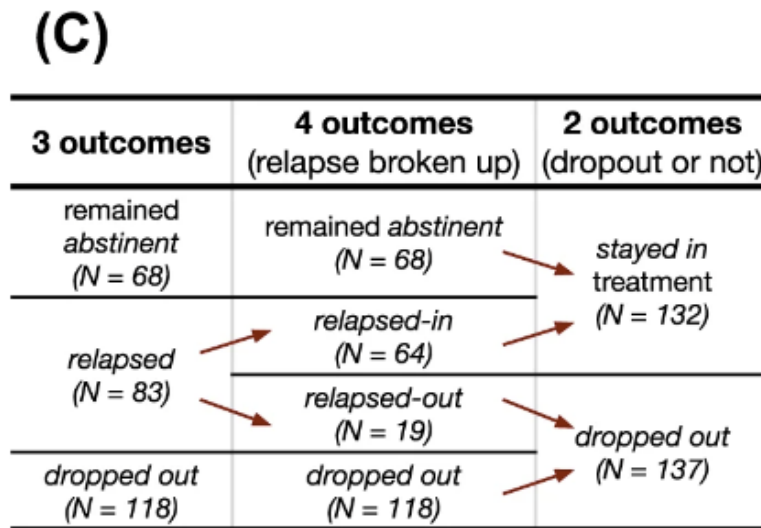 (C)
3 outcomes
4 outcomes
(relapse broken up)
2 outcomes
(dropout or not)
remained
abstinent
(N = 68)
remained abstinent
(N = 68)
stayed in
treatment
(N = 132)
relapsed
(N = 83)
relapsed-in
(N = 64)
relapsed-out
(N = 19)
dropped out
(N = 137)
dropped out
(N = 118)
dropped out
(N = 118)